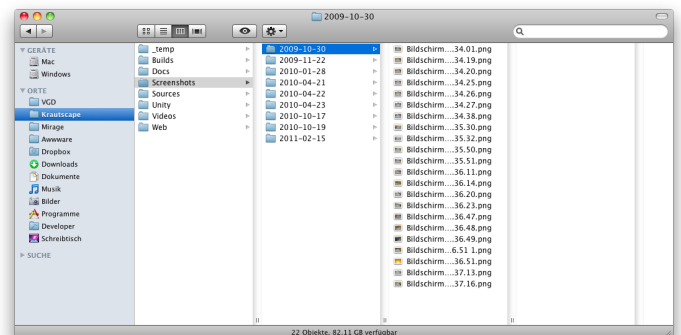 2009-10-30
GERÄTE
Mac
Windows
ORTE
VGD
Krautscape
Mirage
Awwware
Dropbox
Downloads
Dokumente
Musik
Bilder
Programme
Developer
Schreibtisch
SUCHE
_temp
Builds
Docs
Screenshots
Sources
Unity
Videos
Web
2009-10-30
2009-11-22
2010-01-28
2010-04-21
2010-04-22
2010-04-23
2010-10-17
2010-10-19
2011-02-15
Bildschirm....34.01.png
Bildschirm....34.19.png
Bildschirm....34.20.png
Bildschirm....34.25.png
Bildschirm....34.26.png
Bildschirm....34.27.png
Bildschirm....34.38.png
Bildschirm....35.30.png
Bildschirm....35.32.png
Bildschirm....35.50.png
Bildschirm....35.51.png
Bildschirm....36.11.png
Bildschirm....36.14.png
Bildschirm....36.20.png
Bildschirm....36.23.png
Bildschirm....36.47.png
Bildschirm....36.48.png
Bildschirm....36.49.png
Bildschirm...6.51 1.png
Bildschirm....36.51.png
Bildschirm....37.13.png
Bildschirm....37.16.png
22 Objekte, 82,11 GB verfügbar